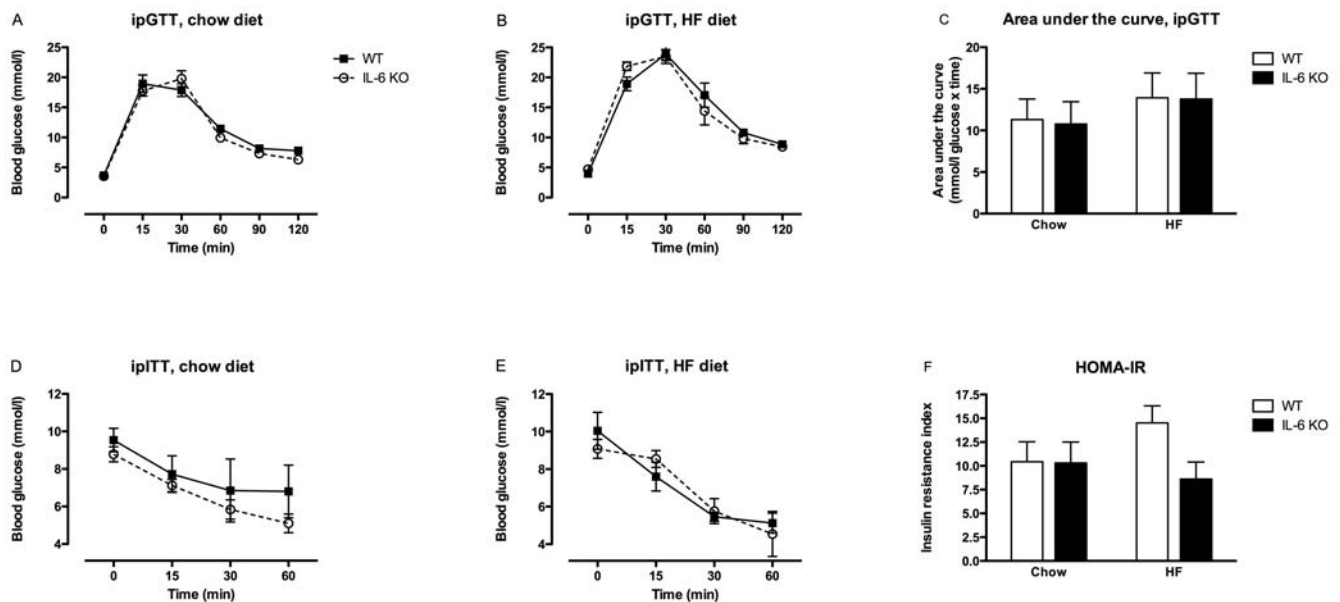 A
ipGTT, chow diet
Blood glucose (mmol/l)
25
20
15
10
5
0
0 15 30 60 90 120
Time (min)
WT
IL-6 KO
B
ipGTT, HF diet
Blood glucose (mmol/l)
25
20
15
10
5
0
0 15 30 60 90 120
Time (min)
C
Area under the curve, ipGTT
Area under the curve
(mmol/l glucose x time)
20
15
10
5
0
Chow HF
WT
IL-6 KO
D
ipITT, chow diet
Blood glucose (mmol/l)
12
10
8
6
4
0 15 30 60
Time (min)
E
ipITT, HF diet
Blood glucose (mmol/l)
12
10
8
6
4
0 15 30 60
Time (min)
F
HOMA-IR
Insulin resistance index
17.5
15.0
12.5
10.0
7.5
5.0
2.5
0.0
Chow HF
WT
IL-6 KO